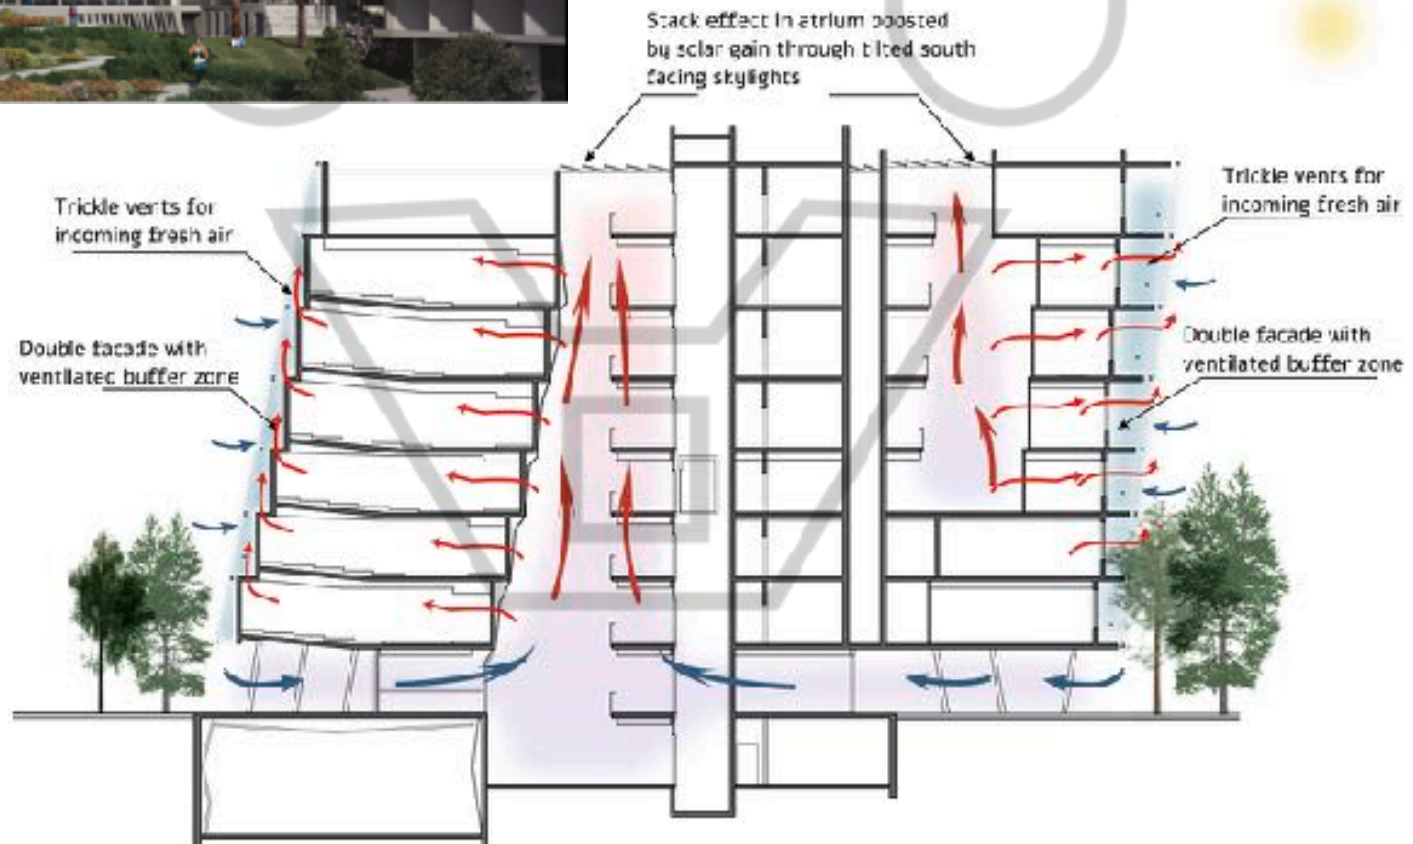 Stack effect in atrium boosted
by solar gain through tilted south
facing skylights
Trickle vents for
incoming fresh air
Trickle vents for
incoming fresh air
Double facade with
ventilated buffer zone
Double facade with
ventilated buffer zone